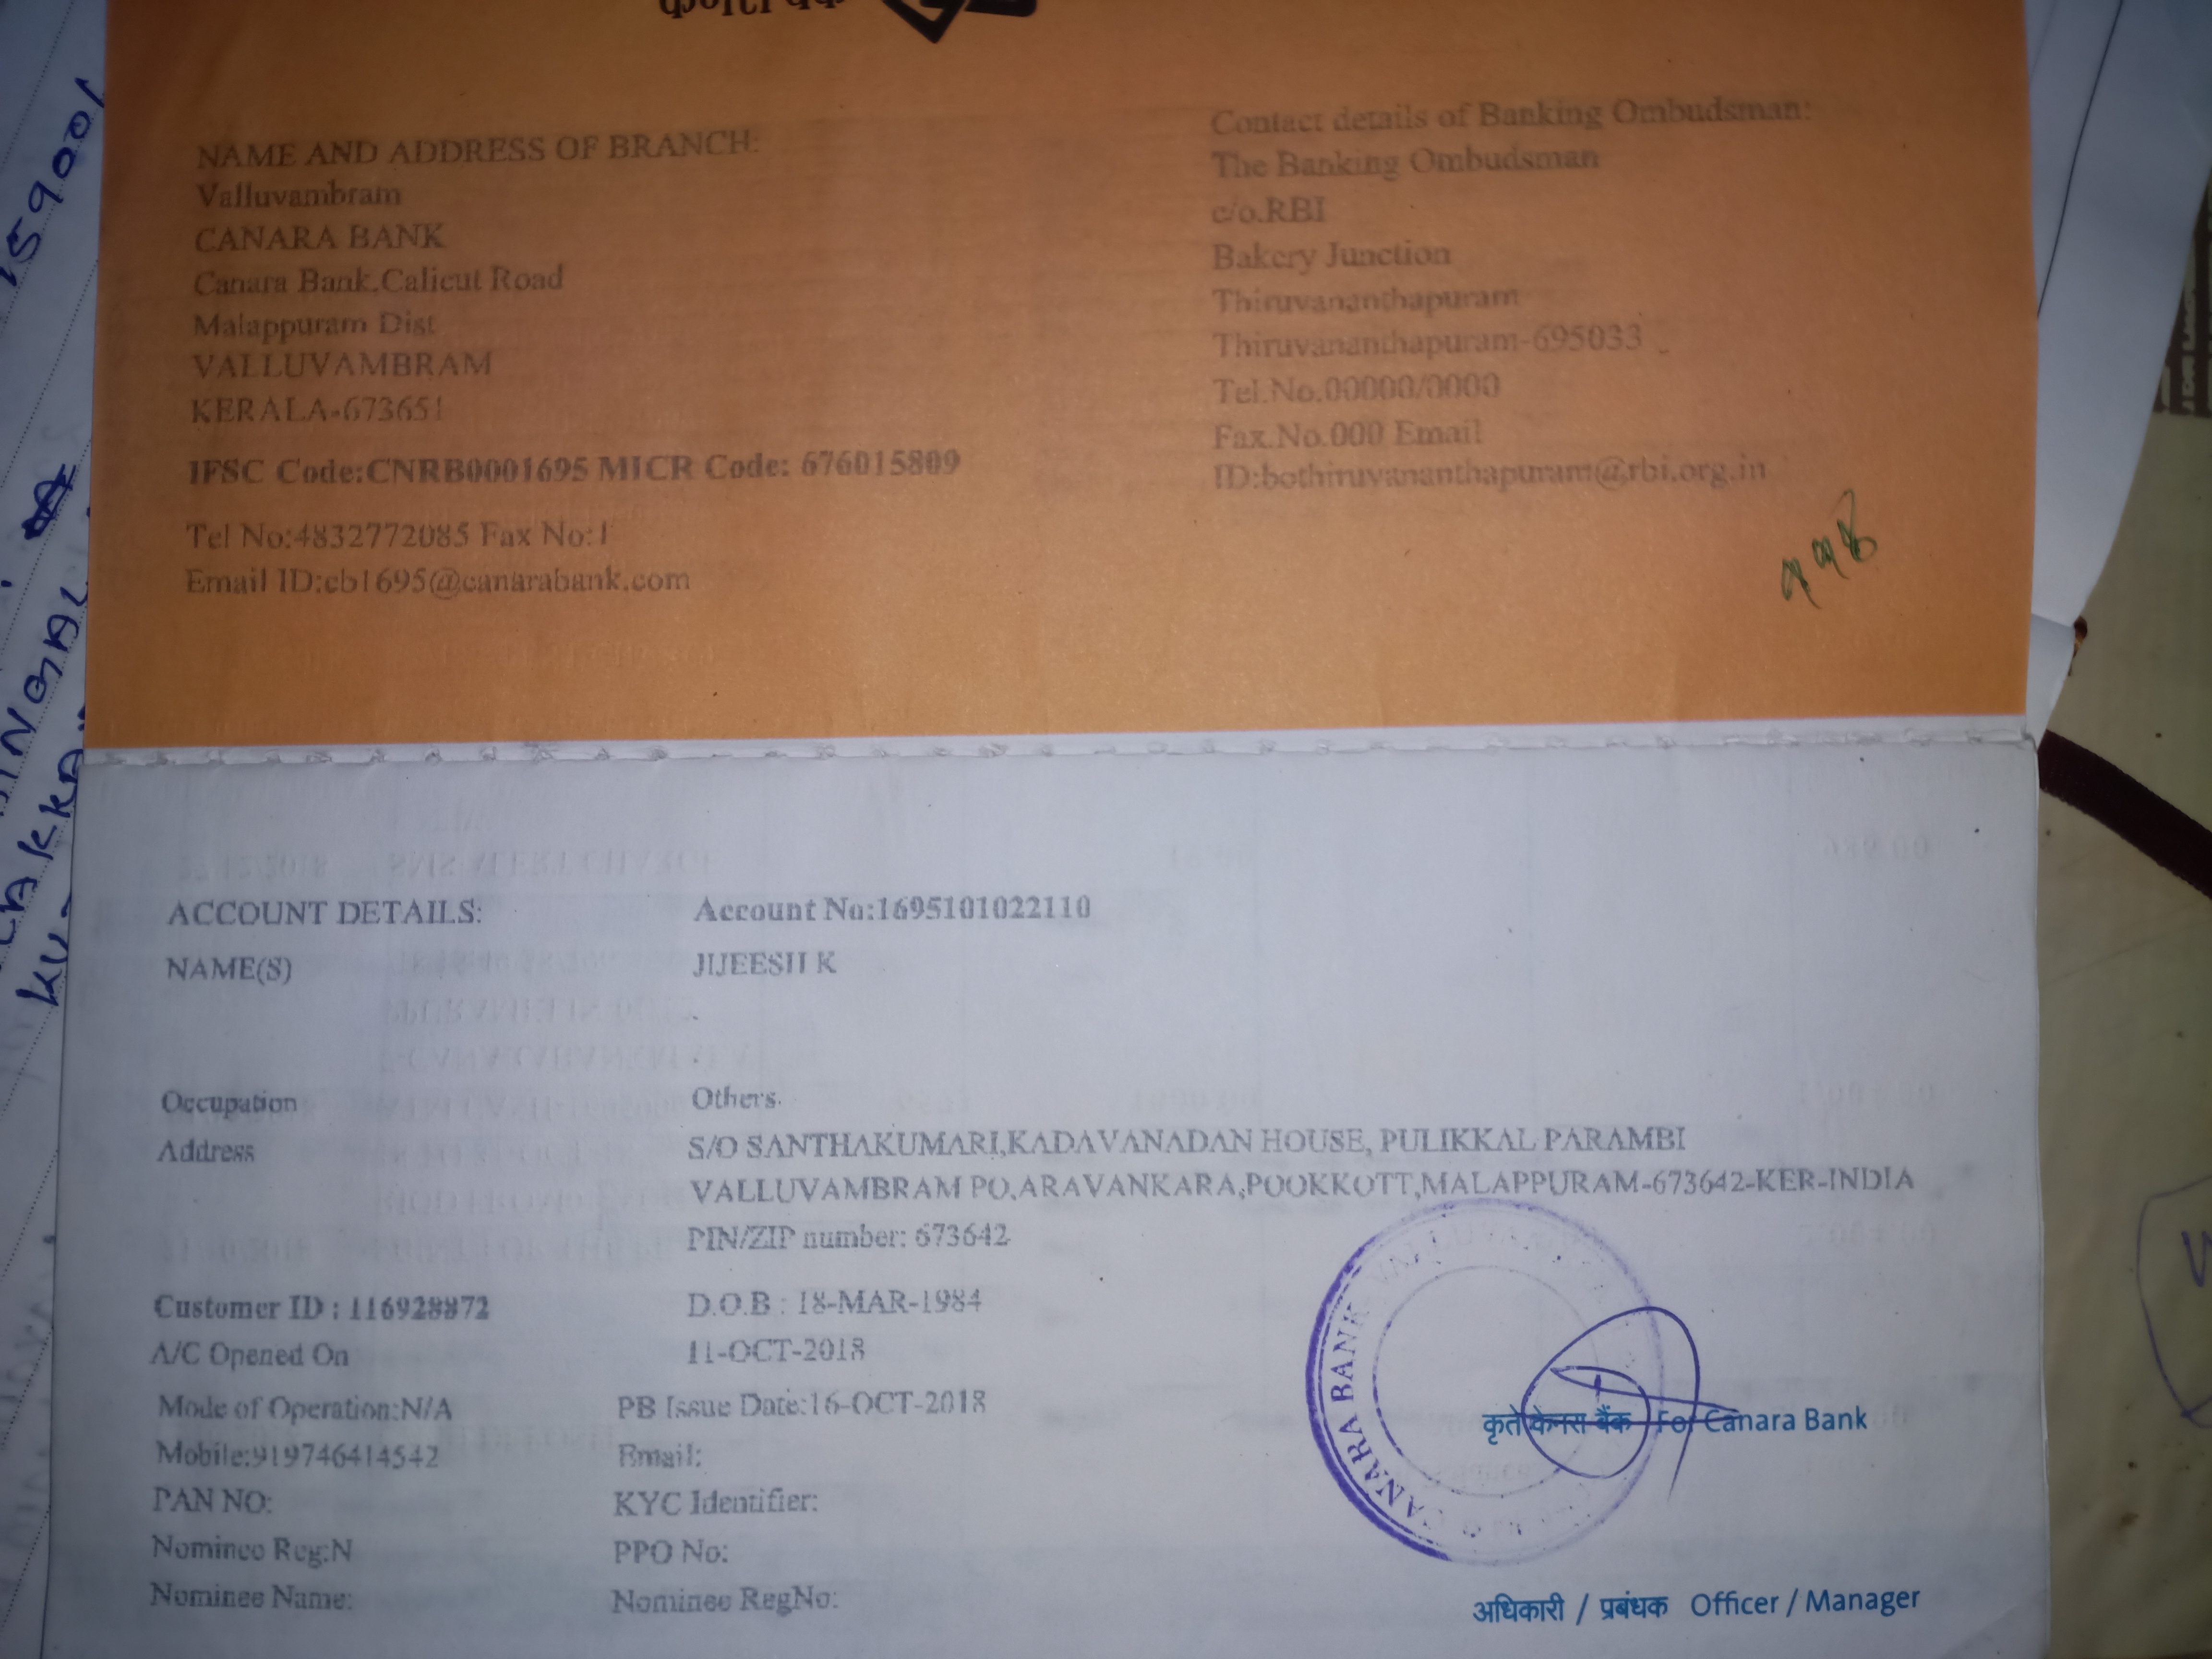 NAME AND ADDRESS OF BRANCH:
Valluvambram
CANARA BANK
Canara Bank,Calicut Road
Malappuram Dist
VALLUVAMBRAM
KERALA-673651
IFSC Code:CNRB0001695 MICR Code: 676015809
Tel No:4832772085 Fax No:1
Email ID:cb1695@canarabank.com
Contact details of Banking Ombudsman:
The Banking Ombudsman
c/o.RBI
Bakery Junction
Thiruvananthapuram
Thiruvananthapuram-695033
Tel.No.00000/0000
Fax.No.000 Email
ID:bothiruvananthapuram@rbi.org.in
ACCOUNT DETAILS: Account No:1695101022110
NAME(S) JIJEESH K
Occupation Others
Address S/O SANTHAKUMARI,KADAVANADAN HOUSE, PULIKKAL PARAMBI
VALLUVAMBRAM PO,ARAVANKARA,POOKKOTT,MALAPPURAM-673642-KER-INDIA
PIN/ZIP number: 673642
Customer ID : 116928872 D.O.B : 18-MAR-1984
A/C Opened On 11-OCT-2018
Mode of Operation:N/A PB Issue Date:16-OCT-2018
Mobile:919746414542 Email:
PAN NO: KYC Identifier:
Nominee Reg:N PPO No:
Nominee Name: Nominee RegNo:
CANARA BANK
कृते केनरा बैंक For Canara Bank
अधिकारी / प्रबंधक Officer / Manager